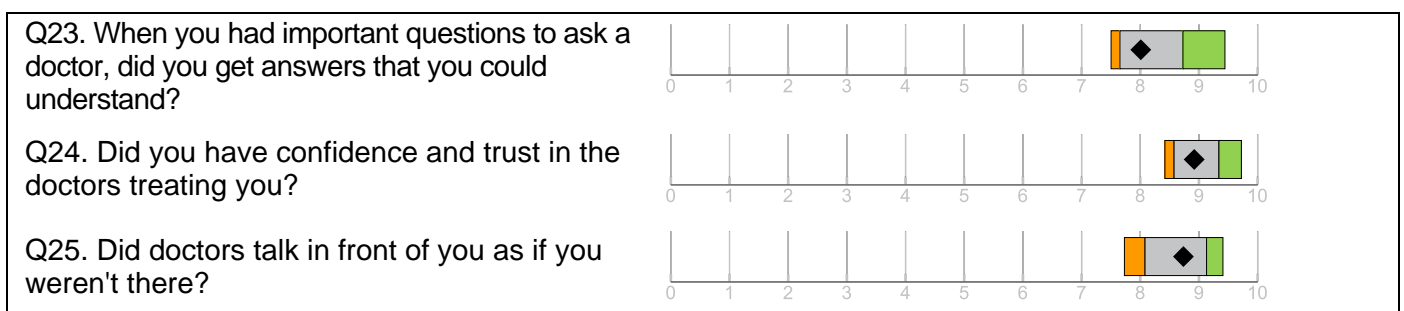 Q23. When you had important questions to ask a
doctor, did you get answers that you could
understand?
0 1 2 3 4 5 6 7 8 9 10
Q24. Did you have confidence and trust in the
doctors treating you?
0 1 2 3 4 5 6 7 8 9 10
Q25. Did doctors talk in front of you as if you
weren't there?
0 1 2 3 4 5 6 7 8 9 10